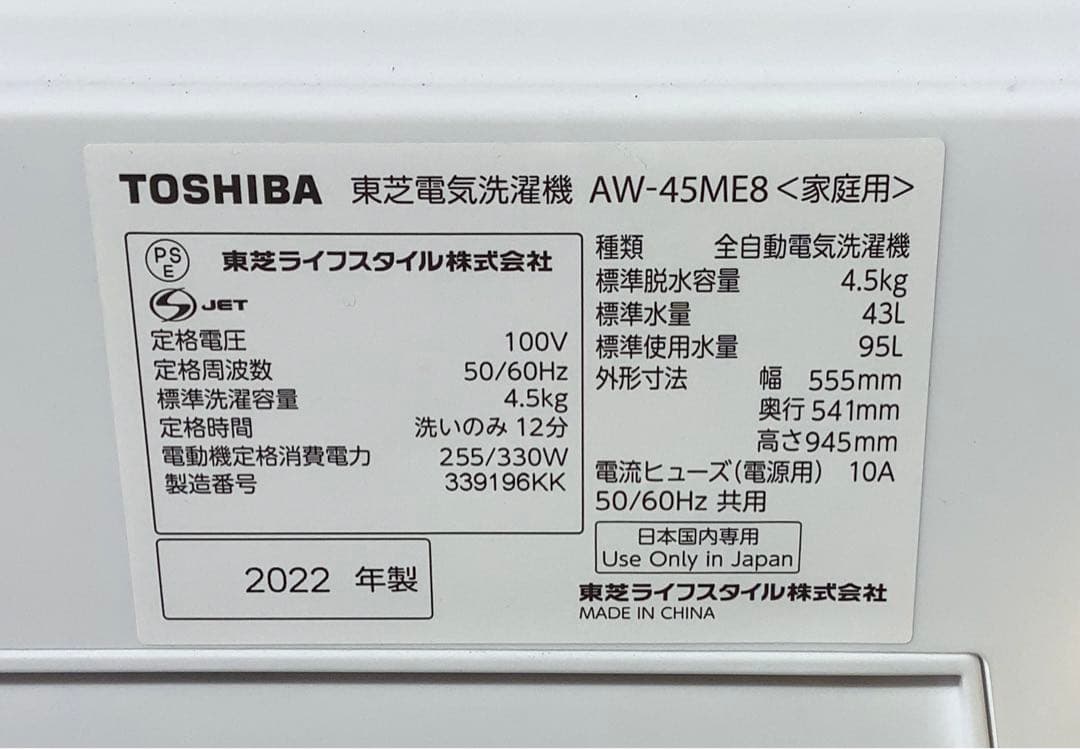 TOSHIBA 東芝電気洗濯機 AW-45ME8＜家庭用＞
PS
E
東芝ライフスタイル株式会社
S JET
定格電圧 100V
定格周波数 50/60Hz
標準洗濯容量 4.5kg
定格時間 洗いのみ 12分
電動機定格消費電力 255/330W
製造番号 339196KK
2022 年製
種類 全自動電気洗濯機
標準脱水容量 4.5kg
標準水量 43L
標準使用水量 95L
外形寸法 幅 555mm
奥行 541mm
高さ 945mm
電流ヒューズ(電源用) 10A
50/60Hz 共用
日本国内専用
Use Only in Japan
東芝ライフスタイル株式会社
MADE IN CHINA